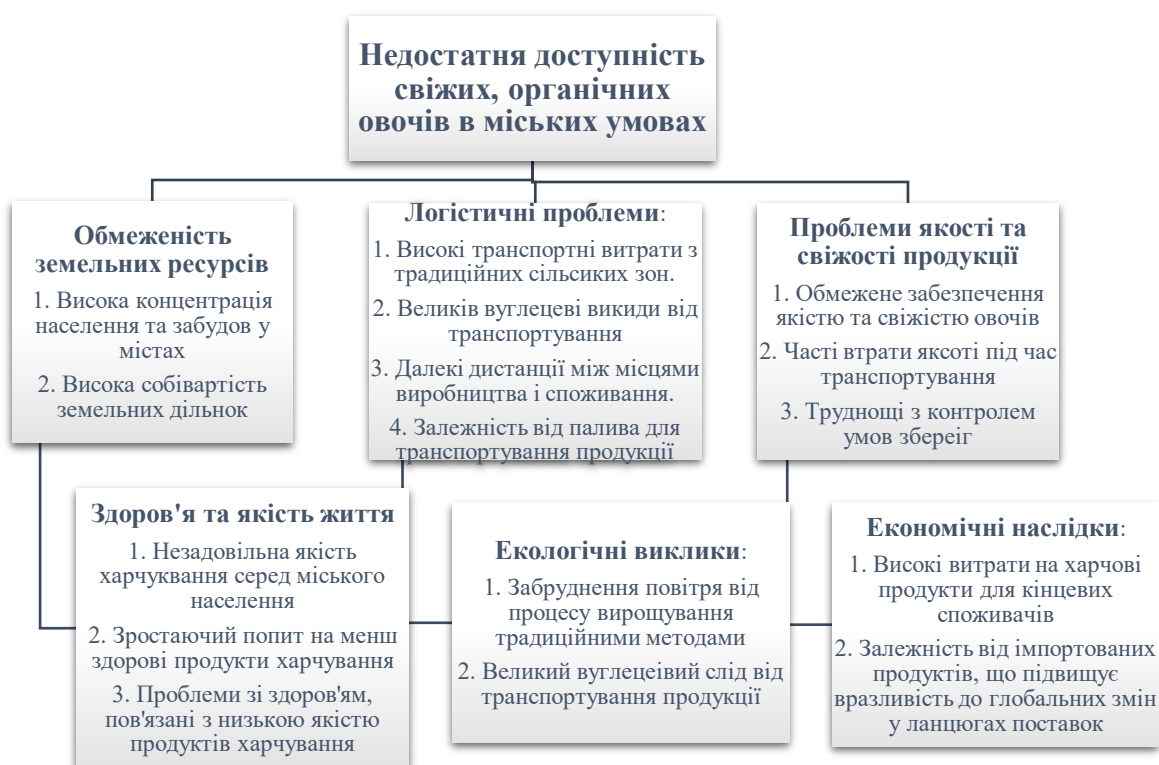 Недостатня доступність
свіжих, органічних
овочів в міських умовах
Обмеженість
земельних ресурсів
1. Висока концентрація
населення та забудов у
містах
2. Висока собівартість
земельних дільнок
Логістичні проблеми:
1. Високі транспортні витрати з
традиційних сільсиких зон.
2. Великів вуглецеві викиди від
транспортування
3. Далекі дистанції між місцями
виробництва і споживання.
4. Залежність від палива для
транспортування продукції
Проблеми якості та
свіжості продукції
1. Обмежене забезпечення
якістю та свіжістю овочів
2. Часті втрати яксоті під час
транспортування
3. Труднощі з контролем
умов збереіг
Здоров'я та якість життя
1. Незадовільна якість
харчукування серед міського
населення
2. Зростаючий попит на менш
здорові продукти харчування
3. Проблеми зі здоров'ям,
пов'язані з низькою якістю
продуктів харчування
Екологічні виклики:
1. Забруднення повітря від
процесу вирощування
традиційними методами
2. Великий вуглецеівий слід від
транспортування продукції
Економічні наслідки:
1. Високі витрати на харчові
продукти для кінцевих
споживачів
2. Залежність від імпортованих
продуктів, що підвищує
вразливість до глобальних змін
у ланцюгах поставок